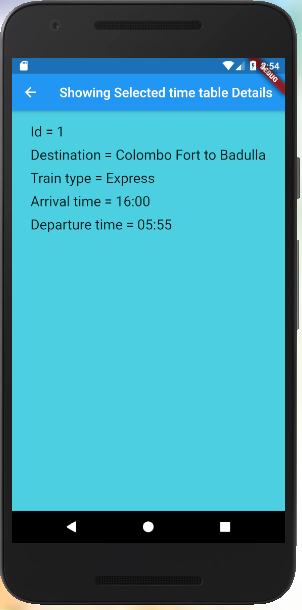 2:54
DEBUG
Showing Selected time table Details
Id = 1
Destination = Colombo Fort to Badulla
Train type = Express
Arrival time = 16:00
Departure time = 05:55